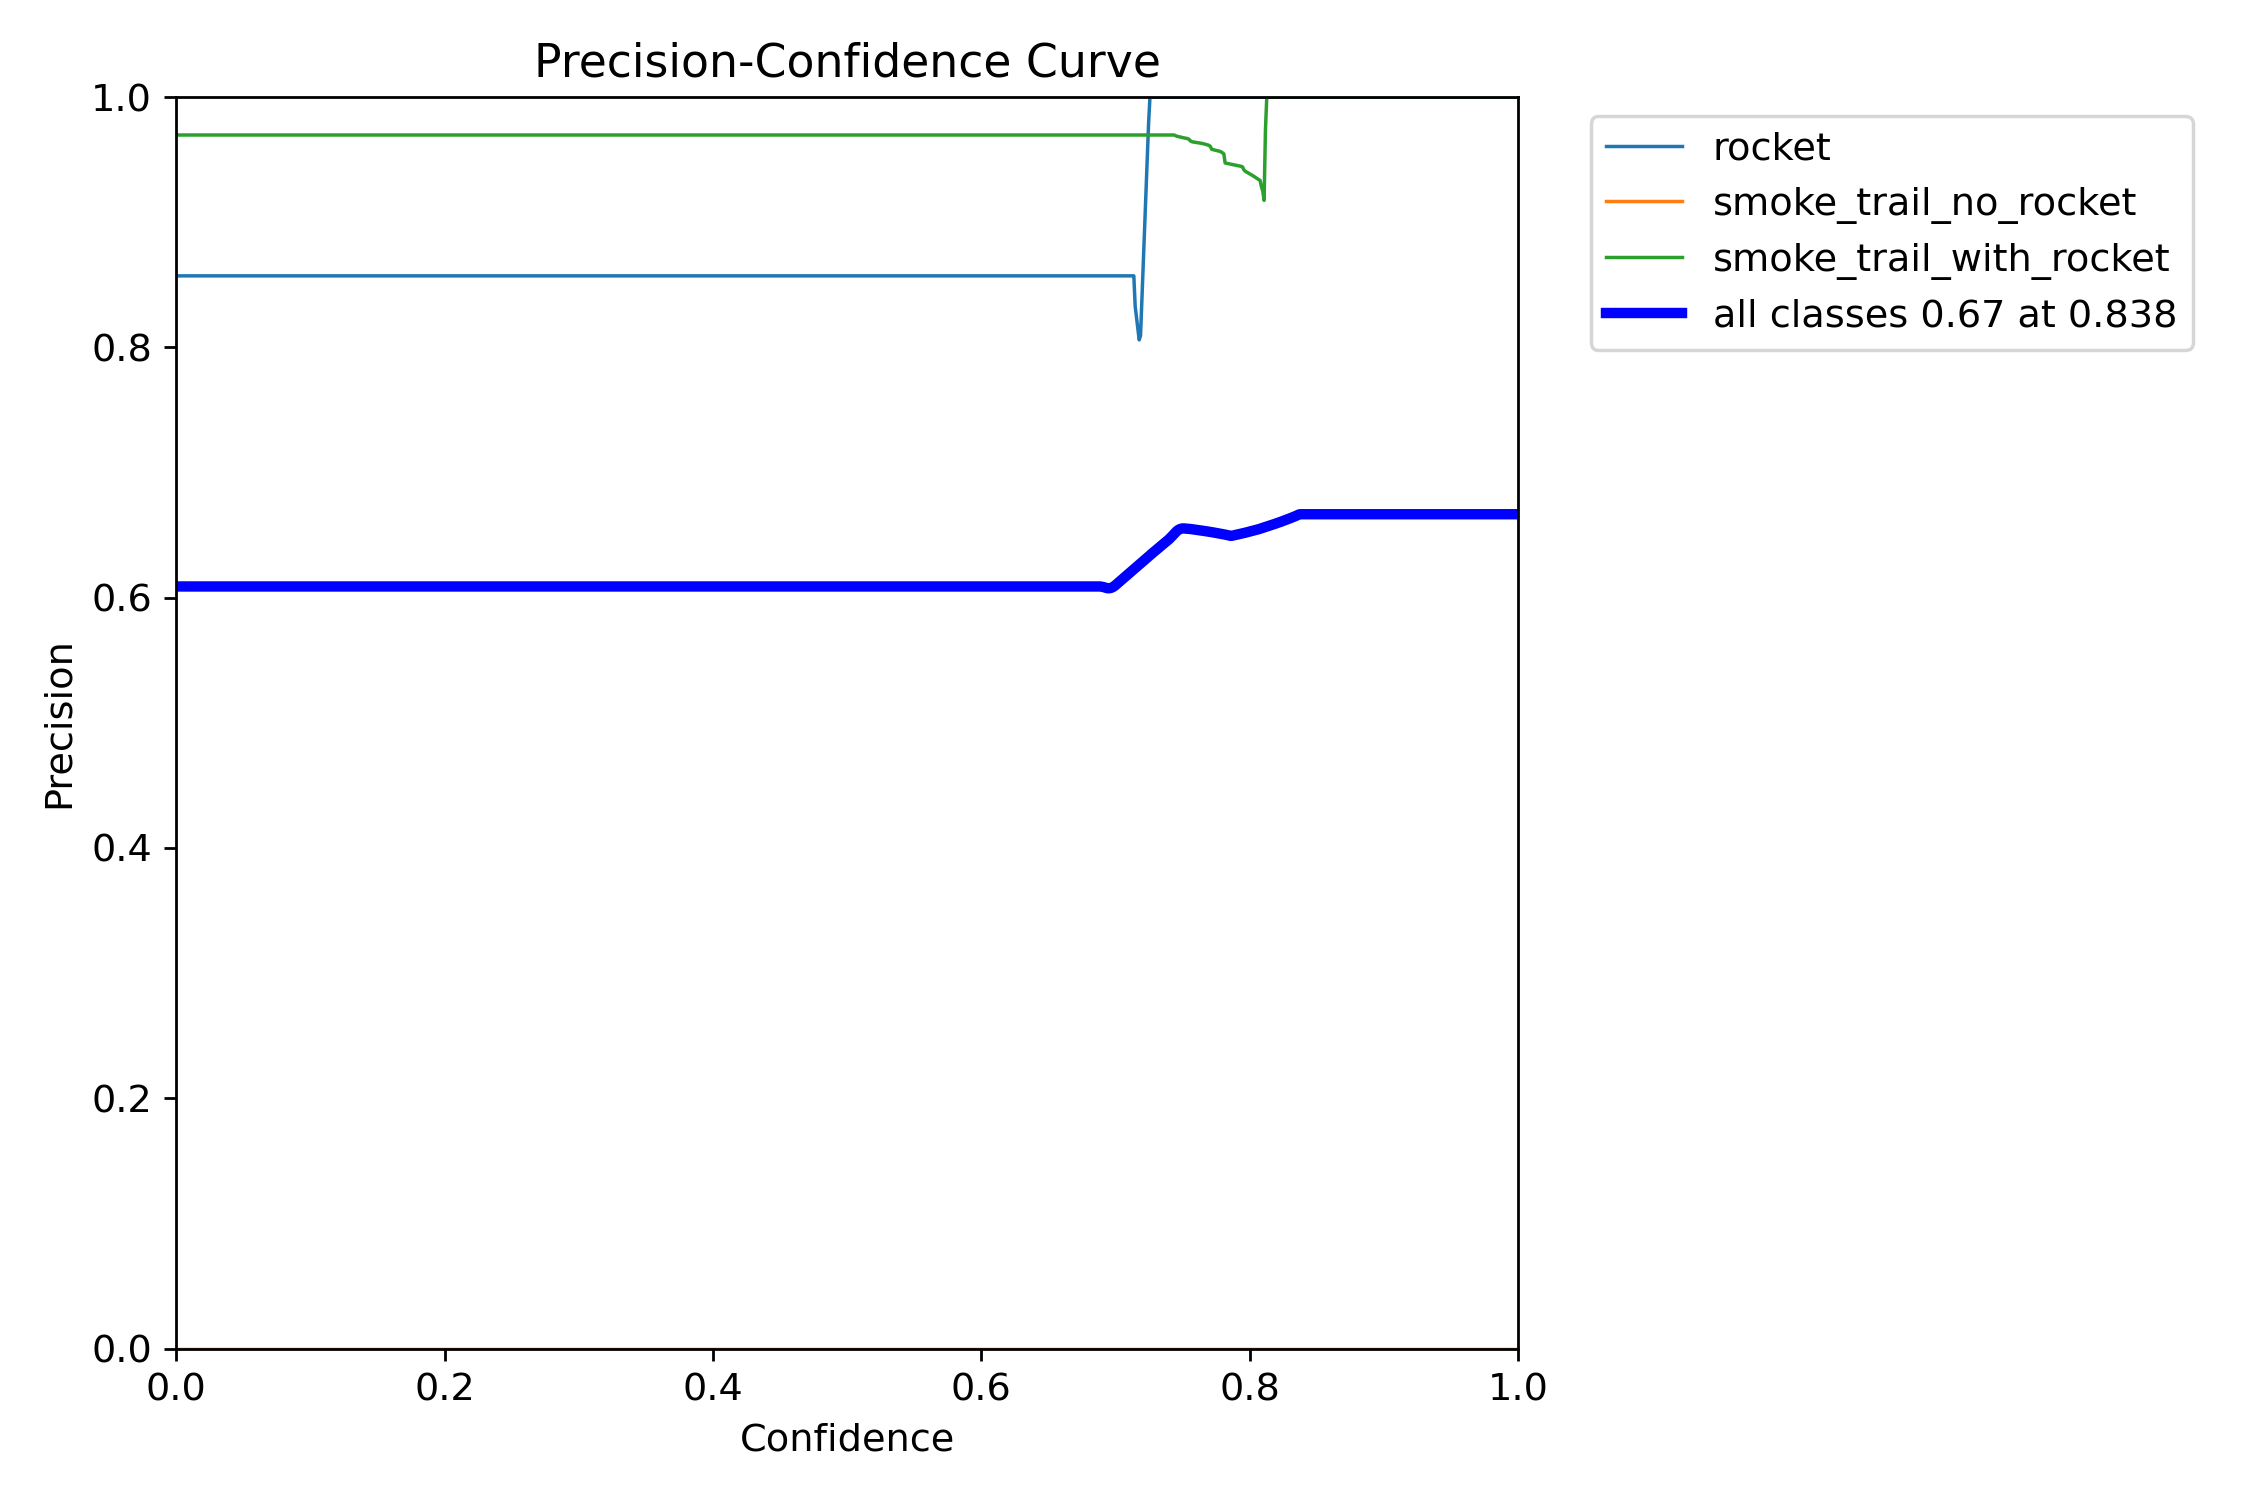 Precision-Confidence Curve
1.0
0.8
0.6
0.4
0.2
0.0
Precision
0.0 0.2 0.4 0.6 0.8 1.0
Confidence
rocket
smoke_trail_no_rocket
smoke_trail_with_rocket
all classes 0.67 at 0.838